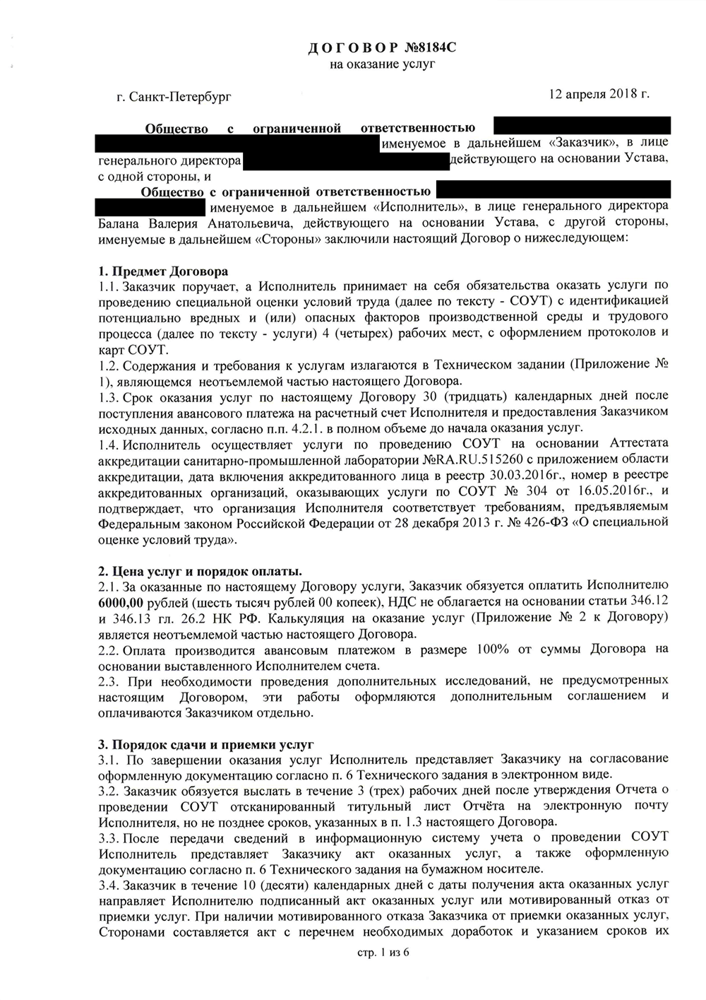 Д О Г О В О Р №8184С
на оказание услуг
г. Санкт-Петербург
12 апреля 2018 г.
Общество с ограниченной ответственностью
именуемое в дальнейшем «Заказчик», в лице
генерального директора
действующего на основании Устава,
с одной стороны, и
Общество с ограниченной ответственностью
именуемое в дальнейшем «Исполнитель», в лице генерального директора
Балана Валерия Анатольевича, действующего на основании Устава, с другой стороны,
именуемые в дальнейшем «Стороны» заключили настоящий Договор о нижеследующем:
1. Предмет Договора
1.1. Заказчик поручает, а Исполнитель принимает на себя обязательства оказать услуги по
проведению специальной оценки условий труда (далее по тексту - СОУТ) с идентификацией
потенциально вредных и (или) опасных факторов производственной среды и трудового
процесса (далее по тексту - услуги) 4 (четырех) рабочих мест, с оформлением протоколов и
карт СОУТ.
1.2. Содержания и требования к услугам излагаются в Техническом задании (Приложение №
1), являющемся неотъемлемой частью настоящего Договора.
1.3. Срок оказания услуг по настоящему Договору 30 (тридцать) календарных дней после
поступления авансового платежа на расчетный счет Исполнителя и предоставления Заказчиком
исходных данных, согласно п.п. 4.2.1. в полном объеме до начала оказания услуг.
1.4. Исполнитель осуществляет услуги по проведению СОУТ на основании Аттестата
аккредитации санитарно-промышленной лаборатории №RA.RU.515260 с приложением области
аккредитации, дата включения аккредитованного лица в реестр 30.03.2016г., номер в реестре
аккредитованных организаций, оказывающих услуги по СОУТ № 304 от 16.05.2016г., и
подтверждает, что организация Исполнителя соответствует требованиям, предъявляемым
Федеральным законом Российской Федерации от 28 декабря 2013 г. № 426-ФЗ «О специальной
оценке условий труда».
2. Цена услуг и порядок оплаты.
2.1. За оказанные по настоящему Договору услуги, Заказчик обязуется оплатить Исполнителю
6000,00 рублей (шесть тысяч рублей 00 копеек), НДС не облагается на основании статьи 346.12
и 346.13 гл. 26.2 НК РФ. Калькуляция на оказание услуг (Приложение № 2 к Договору)
является неотъемлемой частью настоящего Договора.
2.2. Оплата производится авансовым платежом в размере 100% от суммы Договора на
основании выставленного Исполнителем счета.
2.3. При необходимости проведения дополнительных исследований, не предусмотренных
настоящим Договором, эти работы оформляются дополнительным соглашением и
оплачиваются Заказчиком отдельно.
3. Порядок сдачи и приемки услуг
3.1. По завершении оказания услуг Исполнитель представляет Заказчику на согласование
оформленную документацию согласно п. 6 Технического задания в электронном виде.
3.2. Заказчик обязуется выслать в течение 3 (трех) рабочих дней после утверждения Отчета о
проведении СОУТ отсканированный титульный лист Отчёта на электронную почту
Исполнителя, но не позднее сроков, указанных в п. 1.3 настоящего Договора.
3.3. После передачи сведений в информационную систему учета о проведении СОУТ
Исполнитель представляет Заказчику акт оказанных услуг, а также оформленную
документацию согласно п. 6 Технического задания на бумажном носителе.
3.4. Заказчик в течение 10 (десяти) календарных дней с даты получения акта оказанных услуг
направляет Исполнителю подписанный акт оказанных услуг или мотивированный отказ от
приемки услуг. При наличии мотивированного отказа Заказчика от приемки оказанных услуг,
Сторонами составляется акт с перечнем необходимых доработок и указанием сроков их
стр. 1 из 6